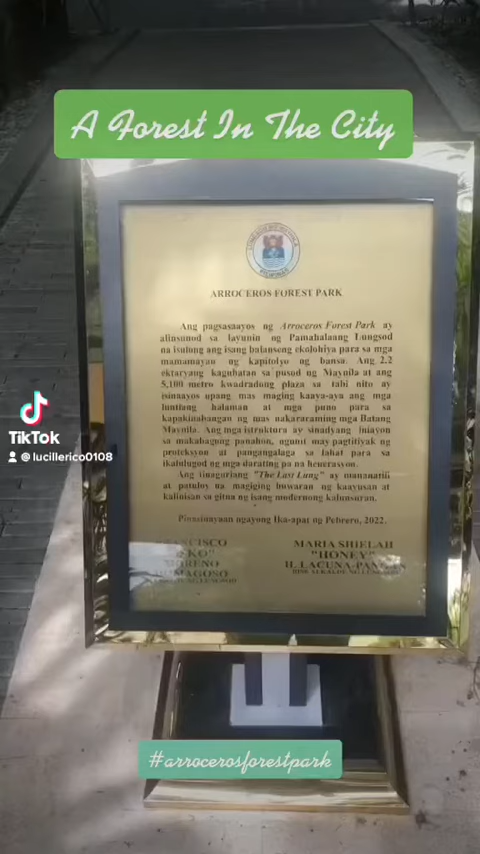 A Forest In The City
ARROCEROS FOREST PARK
Ang pagsasaayos ng Arroceros Forest Park ay
alinsunod sa layunin ng Pamahalaang Lungsod
na isulong ang isang balanseng ekolohiya para sa mga
mamamayan ng kapitolyo ng bansa. Ang 2.2
ektaryang kagubatan sa pusod ng Maynila at ang
5,100 metro kwadradong plaza sa tabi nito ay
isinaayos upang mas maging kaaya-aya ang mga
luntiang halaman at mga puno para sa
kapakinabangan ng mas nakararaming mga Batang
Maynila. Ang mga istruktura ay sinadyang iniayon
sa makabagong panahon, ngunit may pagtitiyak ng
proteksyon at pangangalaga sa lahat para sa
ikalulugod ng mga darating pa na henerasyon.
Ang sinaguriang "The Last Lung" ay mananatili
at patuloy na magiging huwaran ng kaayusan at
kalinisan sa gitna ng isang modernong kalunsuran.
Pinasinayaan ngayong Ika-apat ng Pebrero, 2022.
MARIA SHIELAH
"HONEY"
MORENO
DOMAGOSO
H. LACUNA-PANGAN
TikTok
@lucillerico0108
#arrocerosforestpark